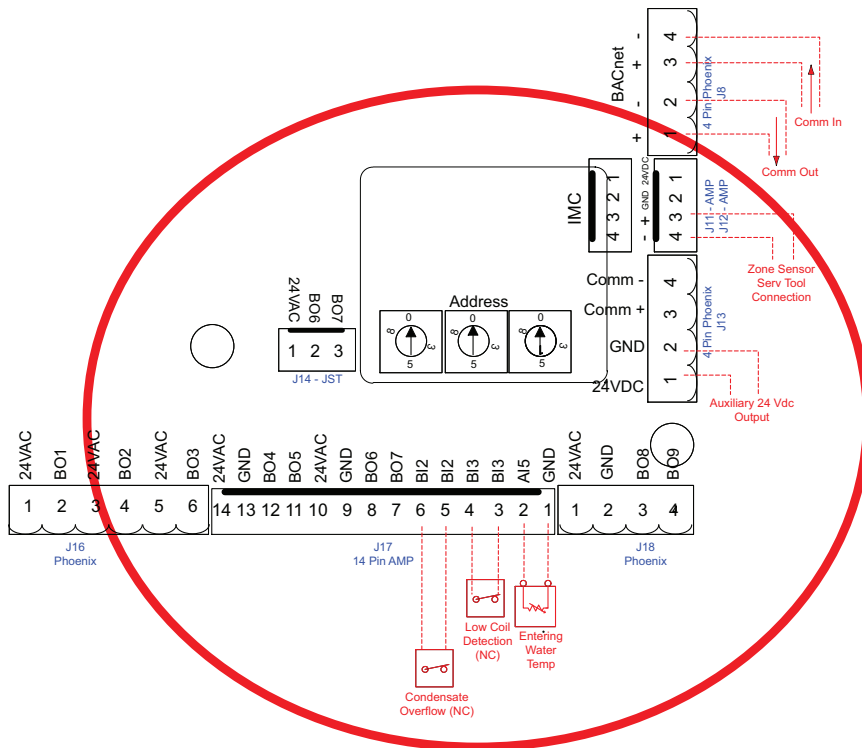 BACnet
- + - +
4 3 2 1
4 Pin Phoenix
J8
Comm In
Comm Out
IMC
1
2
3
4
- + GND 24VDC
1
2
3
4
J11 - AMP
J12 - AMP
Zone Sensor
Serv Tool
Connection
Comm - 4
Comm + 3
GND 2
24VDC 1
4 Pin Phoenix
J13
Auxiliary 24 Vdc
Output
Address
0 3 5 8
0 3 5 8
0 3 5 8
24VAC BO6 BO7
1 2 3
J14 - JST
24VAC BO1 24VAC BO2 24VAC BO3
1 2 3 4 5 6
J16
Phoenix
24VAC GND BO4 BO5 24VAC GND BO6 BO7 BI2 BI2 BI3 BI3 AI5 GND
14 13 12 11 10 9 8 7 6 5 4 3 2 1
J17
14 Pin AMP
24VAC GND BO8 BO9
1 2 3 4
J18
Phoenix
Low Coil
Detection
(NC)
Entering
Water
Temp
Condensate
Overflow (NC)